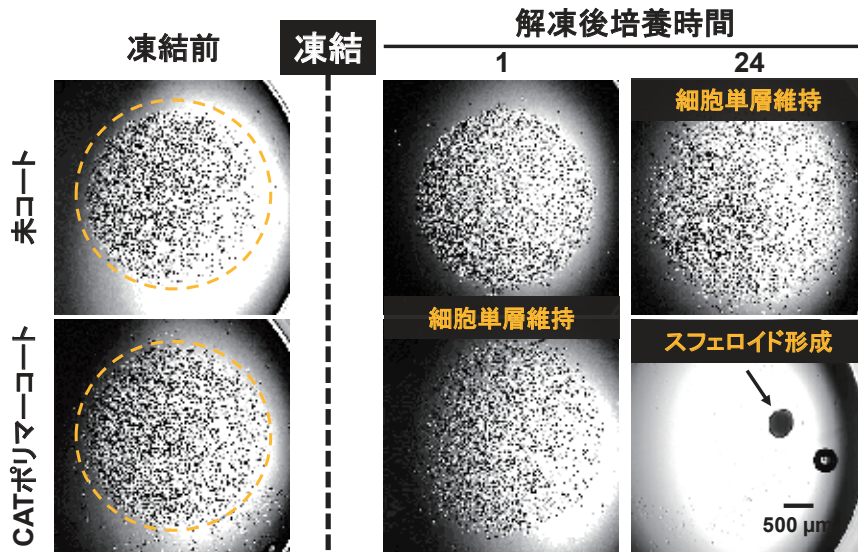 解凍後培養時間
凍結前
凍結
1
24
未コート
細胞単層維持
細胞単層維持
CATポリマーコート
スフェロイド形成
500 µm